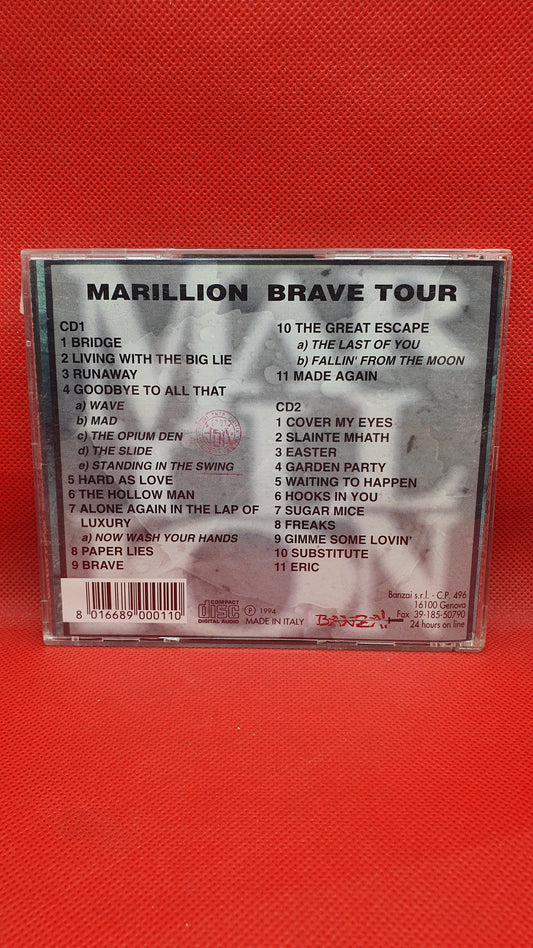 MARILLION BRAVE TOUR
CD1
1 BRIDGE
2 LIVING WITH THE BIG LIE
3 RUNAWAY
4 GOODBYE TO ALL THAT
a) WAVE
b) MAD
c) THE OPIUM DEN
d) THE SLIDE
e) STANDING IN THE SWING
5 HARD AS LOVE
6 THE HOLLOW MAN
7 ALONE AGAIN IN THE LAP OF
LUXURY
a) NOW WASH YOUR HANDS
8 PAPER LIES
9 BRAVE
10 THE GREAT ESCAPE
a) THE LAST OF YOU
b) FALLIN' FROM THE MOON
11 MADE AGAIN
CD2
1 COVER MY EYES
2 SLAINTE MHATH
3 EASTER
4 GARDEN PARTY
5 WAITING TO HAPPEN
6 HOOKS IN YOU
7 SUGAR MICE
8 FREAKS
9 GIMME SOME LOVIN'
10 SUBSTITUTE
11 ERIC
8 016689 000110
COMPACT
disc
DIGITAL AUDIO
℗ 1994
MADE IN ITALY
BANZAI
Banzai s.r.l. - C.P. 496
16100 Genova
Fax 39-185-50790
24 hours on line